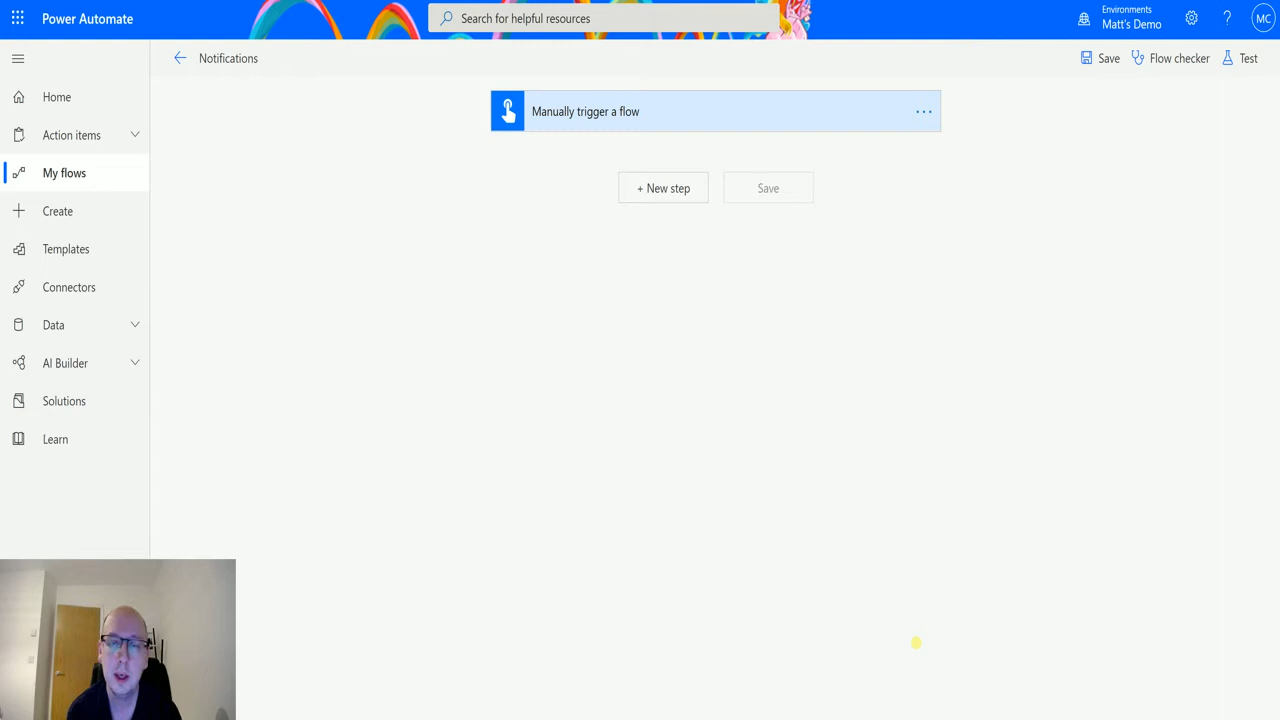 Power Automate
Search for helpful resources
Environments
Matt's Demo
?
MC
Notifications
Save
Flow checker
Test
Home
Action items
My flows
Create
Templates
Connectors
Data
AI Builder
Solutions
Learn
Manually trigger a flow
...
+ New step
Save